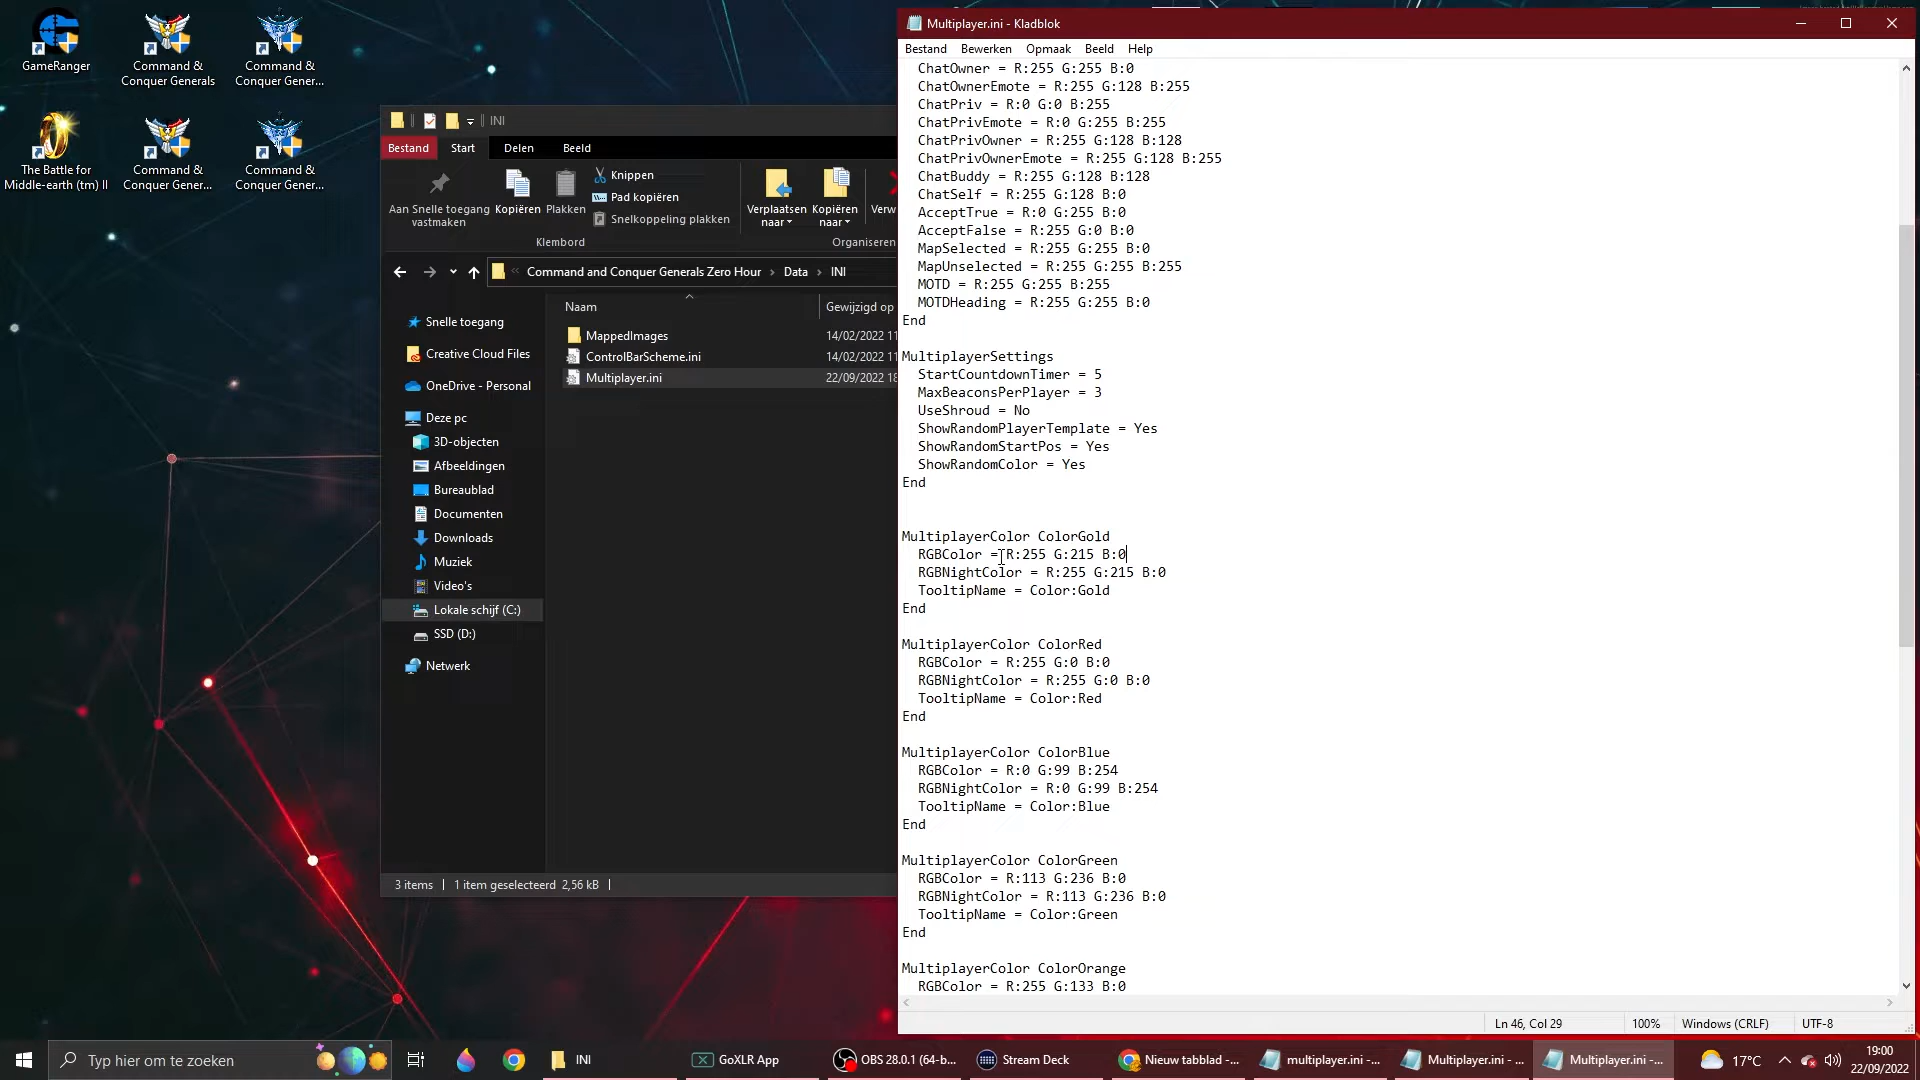 GameRanger
Command &
Conquer Generals
Command &
Conquer Gener...
The Battle for
Middle-earth (tm) II
Command &
Conquer Gener...
Command &
Conquer Gener...
INI
Bestand
Start
Delen
Beeld
Aan Snelle toegang
vastmaken
Kopiëren
Plakken
Knippen
Pad kopiëren
Snelkoppeling plakken
Klembord
Verplaatsen
naar
Kopiëren
naar
Verw
Organiseren
« Command and Conquer Generals Zero Hour › Data › INI
Naam
Gewijzigd op
MappedImages 14/02/2022 11
ControlBarScheme.ini 14/02/2022 11
Multiplayer.ini 22/09/2022 18
Snelle toegang
Creative Cloud Files
OneDrive - Personal
Deze pc
3D-objecten
Afbeeldingen
Bureaublad
Documenten
Downloads
Muziek
Video's
Lokale schijf (C:)
SSD (D:)
Netwerk
3 items 1 item geselecteerd 2,56 kB
Multiplayer.ini - Kladblok
Bestand Bewerken Opmaak Beeld Help
ChatOwner = R:255 G:255 B:0
ChatOwnerEmote = R:255 G:128 B:255
ChatPriv = R:0 G:0 B:255
ChatPrivEmote = R:0 G:255 B:255
ChatPrivOwner = R:255 G:128 B:128
ChatPrivOwnerEmote = R:255 G:128 B:255
ChatBuddy = R:255 G:128 B:128
ChatSelf = R:255 G:128 B:0
AcceptTrue = R:0 G:255 B:0
AcceptFalse = R:255 G:0 B:0
MapSelected = R:255 G:255 B:0
MapUnselected = R:255 G:255 B:255
MOTD = R:255 G:255 B:255
MOTDHeading = R:255 G:255 B:0
End
MultiplayerSettings
StartCountdownTimer = 5
MaxBeaconsPerPlayer = 3
UseShroud = No
ShowRandomPlayerTemplate = Yes
ShowRandomStartPos = Yes
ShowRandomColor = Yes
End
MultiplayerColor ColorGold
RGBColor = R:255 G:215 B:0
RGBNightColor = R:255 G:215 B:0
TooltipName = Color:Gold
End
MultiplayerColor ColorRed
RGBColor = R:255 G:0 B:0
RGBNightColor = R:255 G:0 B:0
TooltipName = Color:Red
End
MultiplayerColor ColorBlue
RGBColor = R:0 G:99 B:254
RGBNightColor = R:0 G:99 B:254
TooltipName = Color:Blue
End
MultiplayerColor ColorGreen
RGBColor = R:113 G:236 B:0
RGBNightColor = R:113 G:236 B:0
TooltipName = Color:Green
End
MultiplayerColor ColorOrange
RGBColor = R:255 G:133 B:0
Ln 46, Col 29 100% Windows (CRLF) UTF-8
Typ hier om te zoeken
INI
GoXLR App
OBS 28.0.1 (64-b...
Stream Deck
Nieuw tabblad -...
multiplayer.ini -...
Multiplayer.ini -...
Multiplayer.ini -...
17°C
19:00
22/09/2022